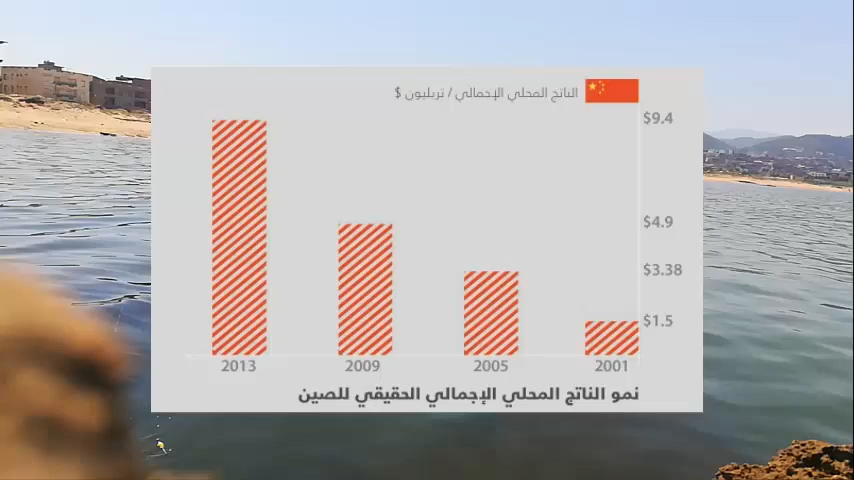 الناتج المحلي الإجمالي / تريليون $
$9.4
$4.9
$3.38
$1.5
2001 2005 2009 2013
نمو الناتج المحلي الإجمالي الحقيقي للصين